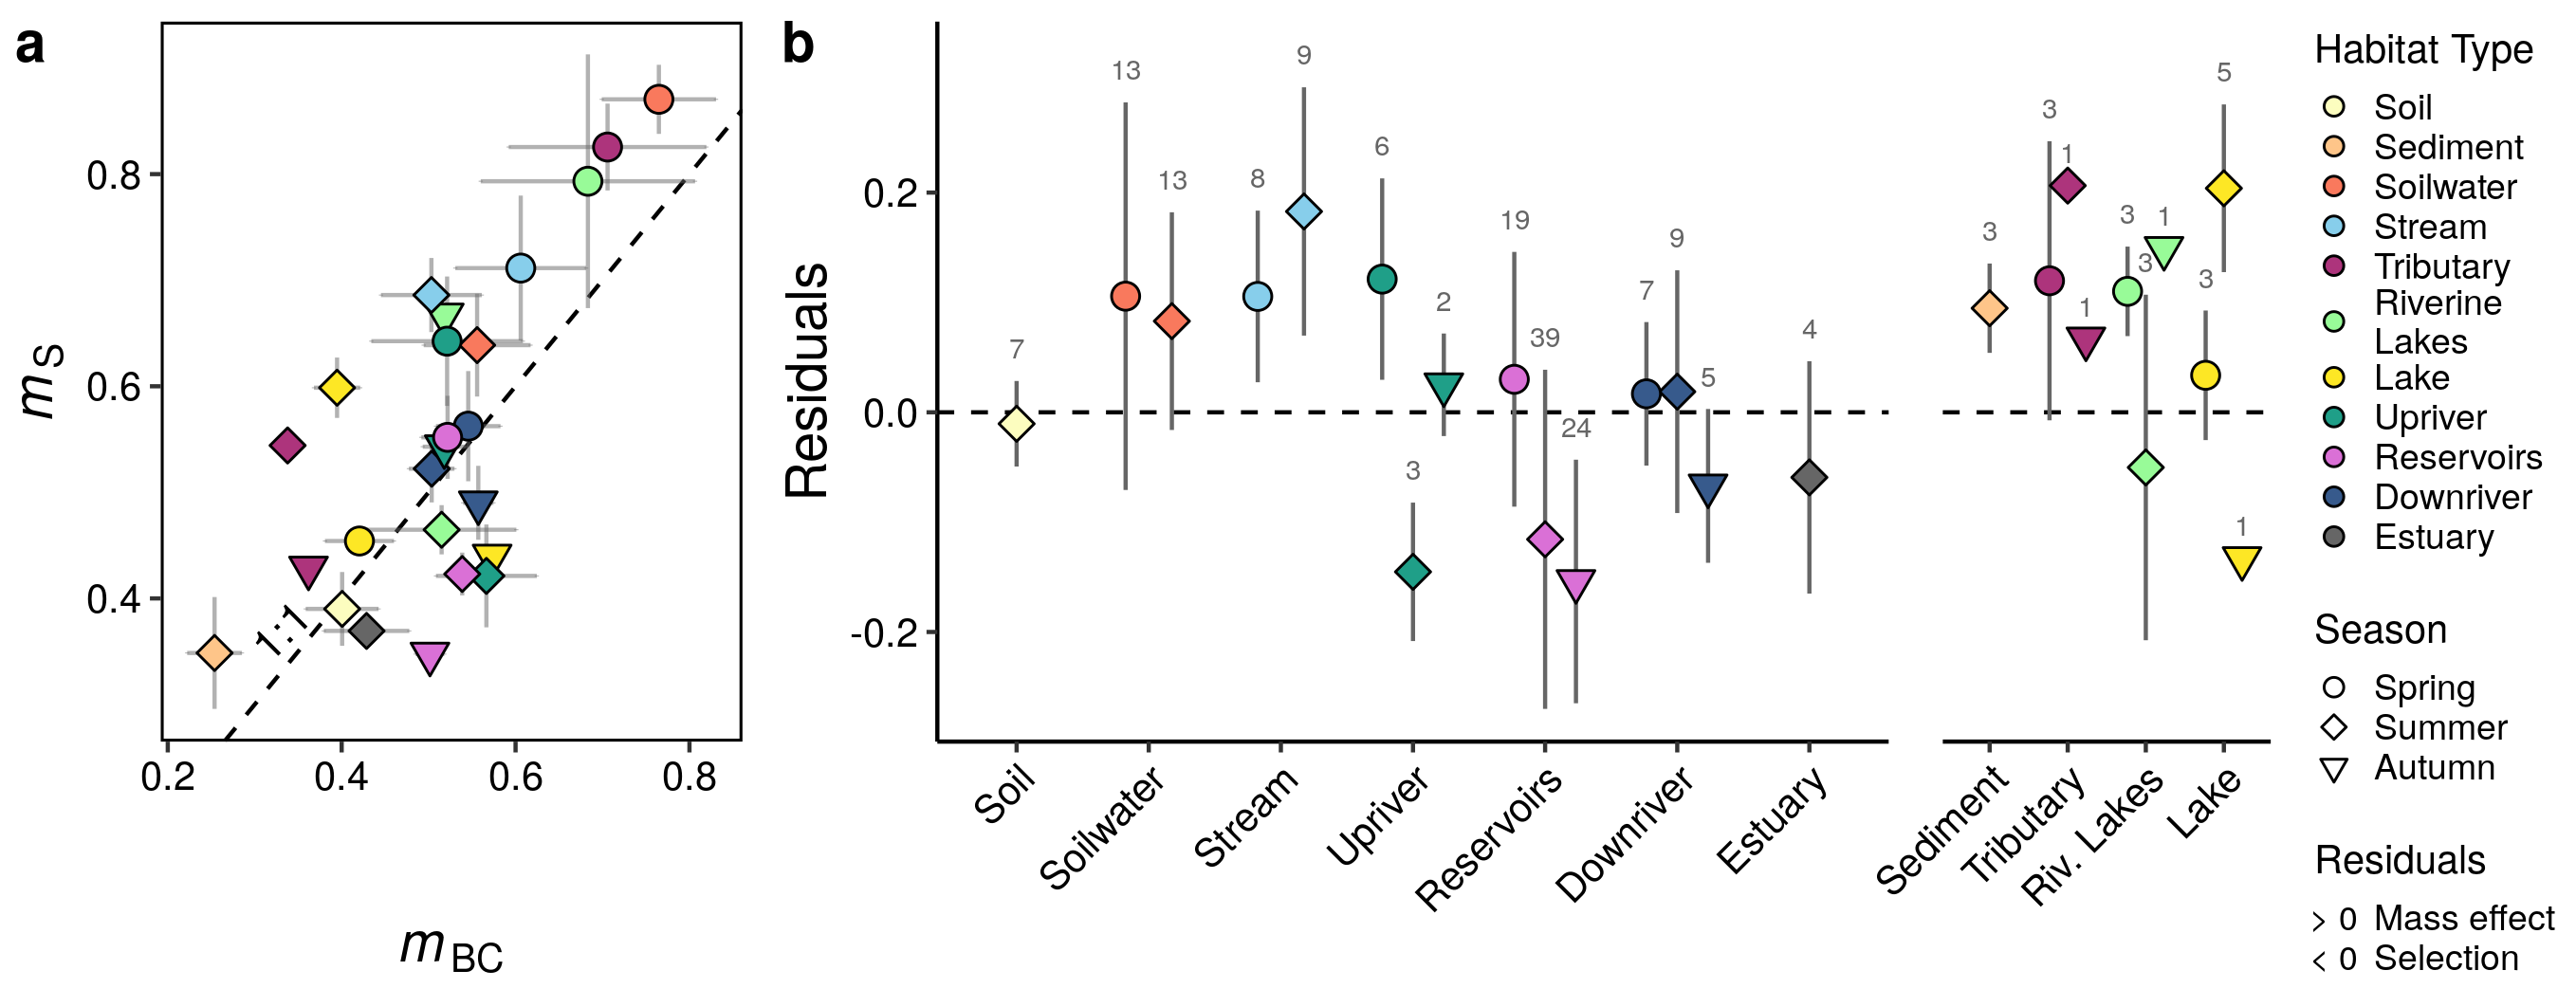 a
0.8
0.6
0.4
0.2
0.4
0.6
0.8
mS
mBC
1:1
b
Residuals
0.2
0.0
-0.2
7
13
13
8
9
6
3
2
19
39
24
7
9
5
4
3
3
1
1
3
3
1
3
5
1
Soil
Soilwater
Stream
Upriver
Reservoirs
Downriver
Estuary
Sediment
Tributary
Riv. Lakes
Lake
Habitat Type
Soil
Sediment
Soilwater
Stream
Tributary
Riverine
Lakes
Lake
Upriver
Reservoirs
Downriver
Estuary
Season
Spring
Summer
Autumn
Residuals
> 0 Mass effect
< 0 Selection